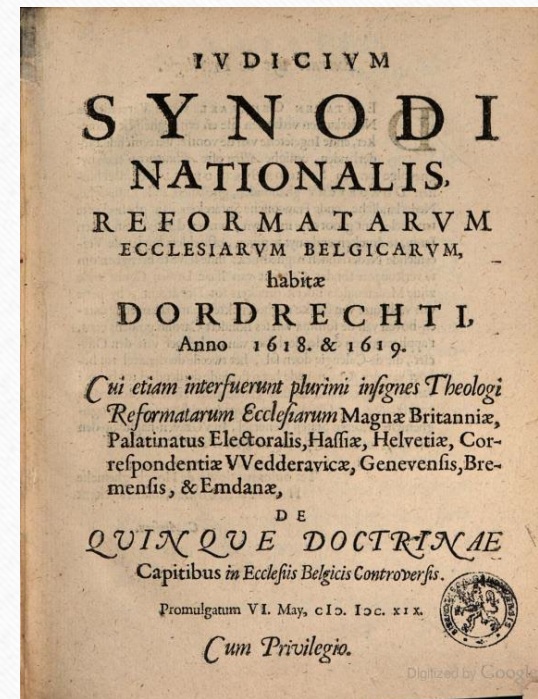 IVDICIVM
SYNODI
NATIONALIS,
REFORMATARVM
ECCLESIARVM BELGICARVM,
habitæ
DORDRECHTI,
Anno 1618. & 1619.
Cui etiam interfuerunt plurimi insignes Theologi
Reformatarum Ecclesiarum Magnæ Britanniæ,
Palatinatus Electoralis, Hassiæ, Helvetiæ, Cor-
respondentiæ VVedderavicæ, Genevensis, Bre-
mensis, & Emdanæ,
DE
QUINQUE DOCTRINAE
Capitibus in Ecclesiis Belgicis Controversis.
Promulgatum VI. May, cIɔ. Iɔc. XIX.
Cum Privilegio.
Digitized by Google